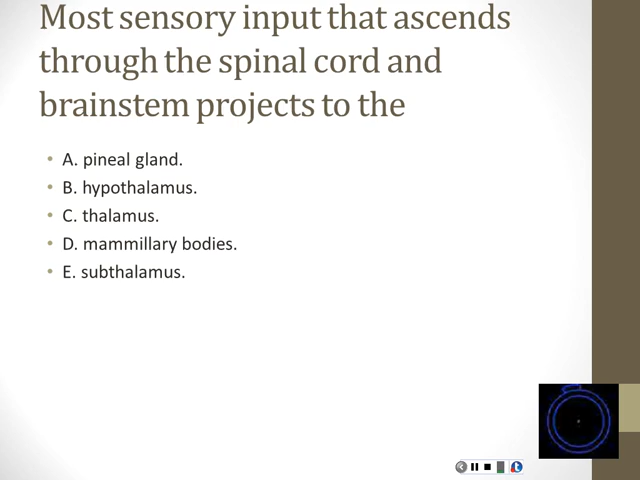 Most sensory input that ascends
through the spinal cord and
brainstem projects to the
• A. pineal gland.
• B. hypothalamus.
• C. thalamus.
• D. mammillary bodies.
• E. subthalamus.